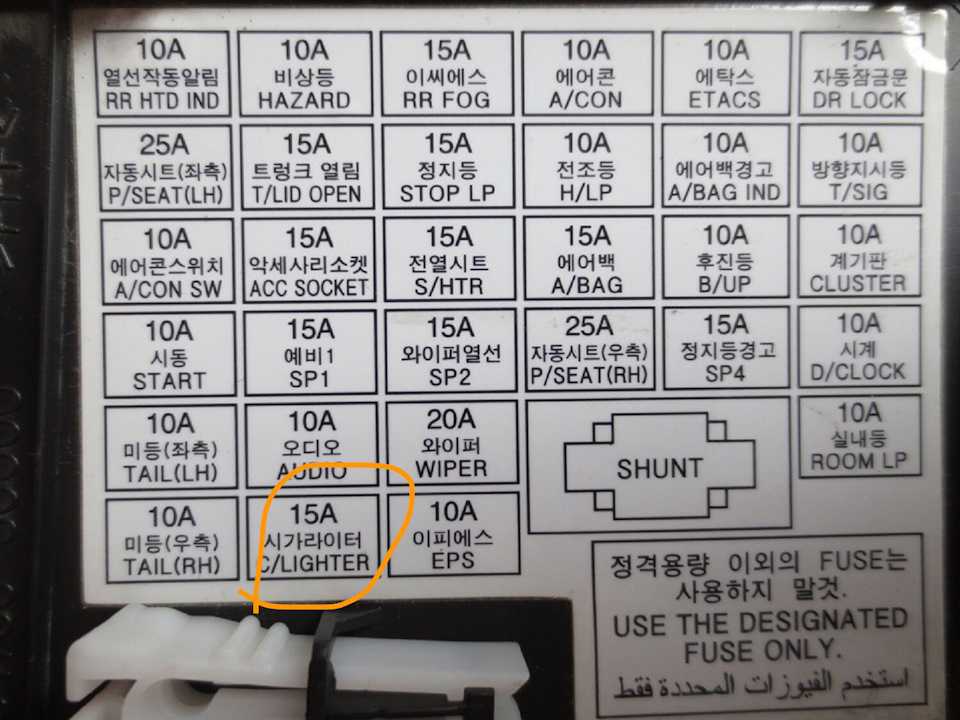 10A
열선작동알림
RR HTD IND
10A
비상등
HAZARD
15A
이씨에스
RR FOG
10A
에어콘
A/CON
10A
에탁스
ETACS
15A
자동잠금문
DR LOCK
25A
자동시트(좌측)
P/SEAT(LH)
15A
트렁크 열림
T/LID OPEN
15A
정지등
STOP LP
10A
전조등
H/LP
10A
에어백경고
A/BAG IND
10A
방향지시등
T/SIG
10A
에어콘스위치
A/CON SW
15A
악세사리소켓
ACC SOCKET
15A
전열시트
S/HTR
15A
에어백
A/BAG
10A
후진등
B/UP
10A
계기판
CLUSTER
10A
시동
START
15A
예비1
SP1
15A
와이퍼열선
SP2
25A
자동시트(우측)
P/SEAT(RH)
15A
정지등경고
SP4
10A
시계
D/CLOCK
10A
미등(좌측)
TAIL(LH)
10A
오디오
AUDIO
20A
와이퍼
WIPER
SHUNT
10A
실내등
ROOM LP
10A
미등(우측)
TAIL(RH)
15A
시가라이터
C/LIGHTER
10A
이피에스
EPS
정격용량 이외의 FUSE는
사용하지 말것.
USE THE DESIGNATED
FUSE ONLY.
استخدم الفيوزات المحددة فقط